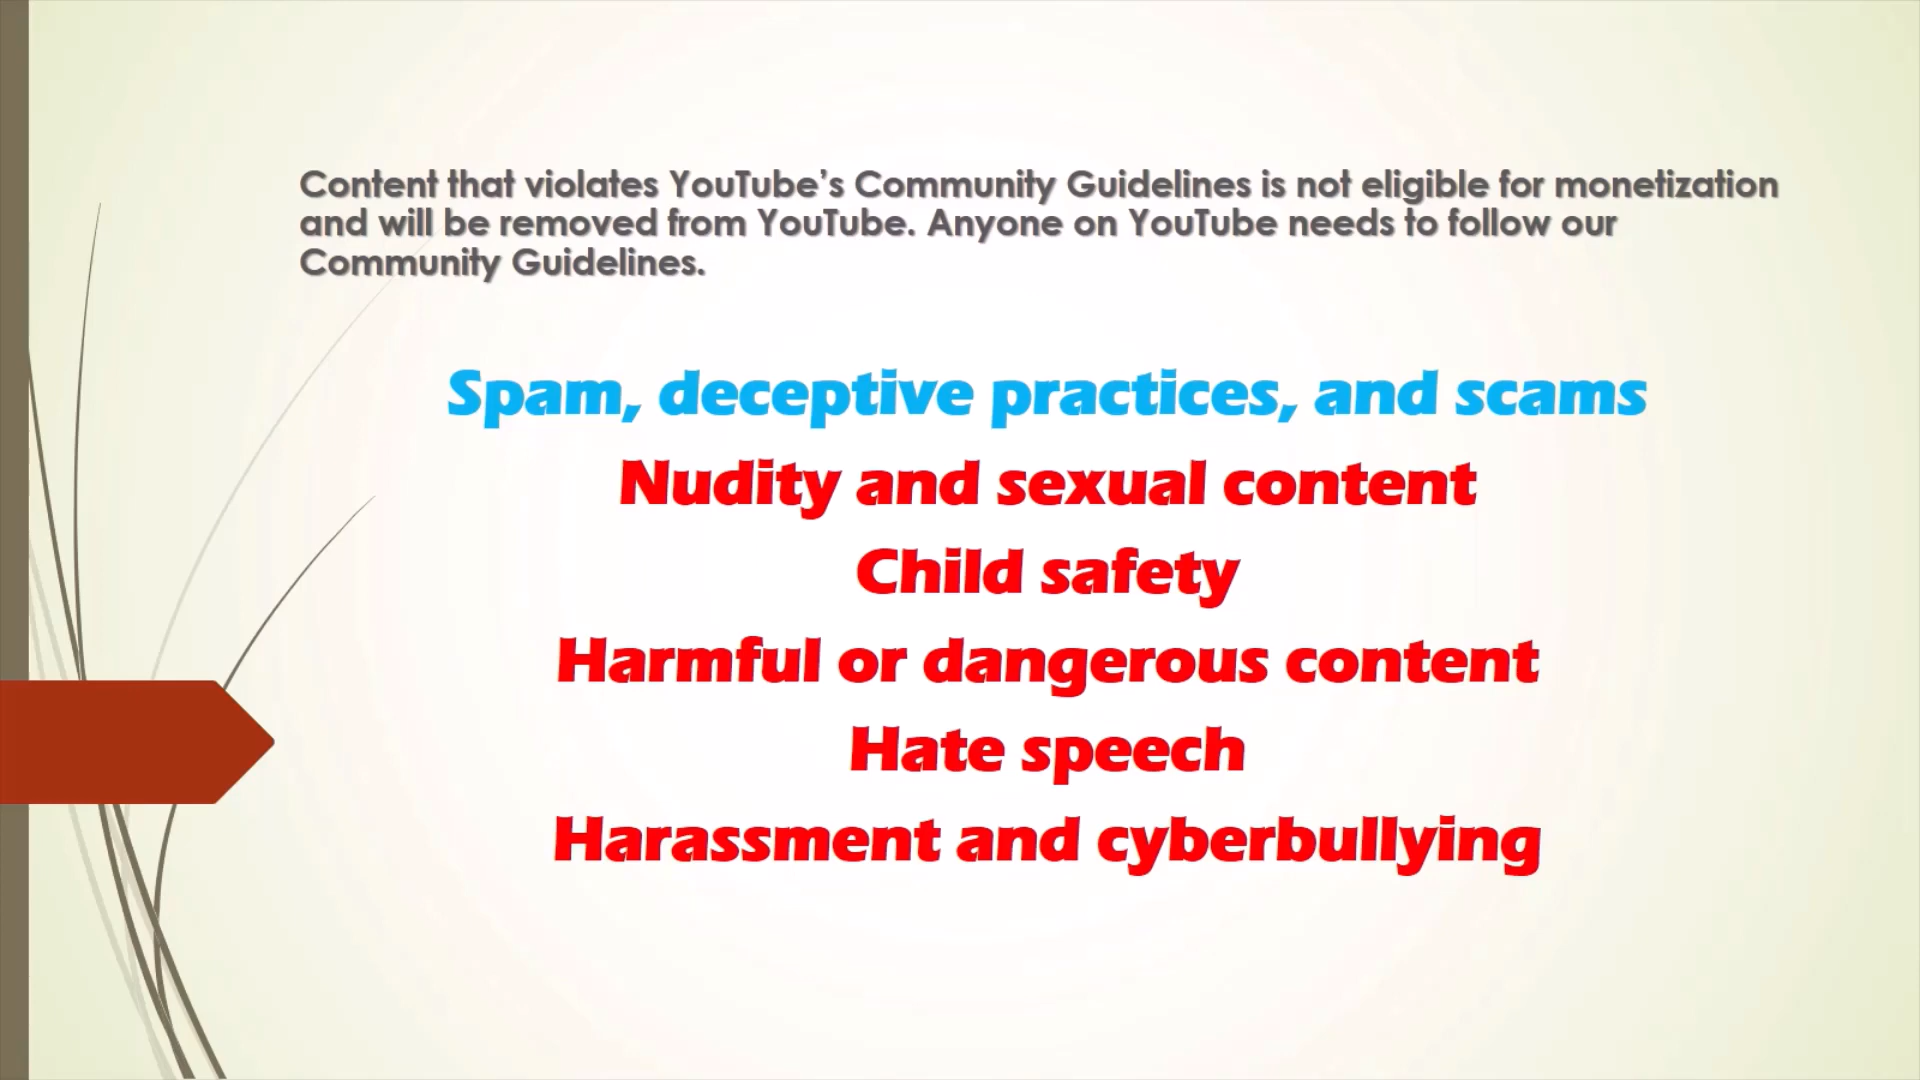 Content that violates YouTube’s Community Guidelines is not eligible for monetization
and will be removed from YouTube. Anyone on YouTube needs to follow our
Community Guidelines.
Spam, deceptive practices, and scams
Nudity and sexual content
Child safety
Harmful or dangerous content
Hate speech
Harassment and cyberbullying